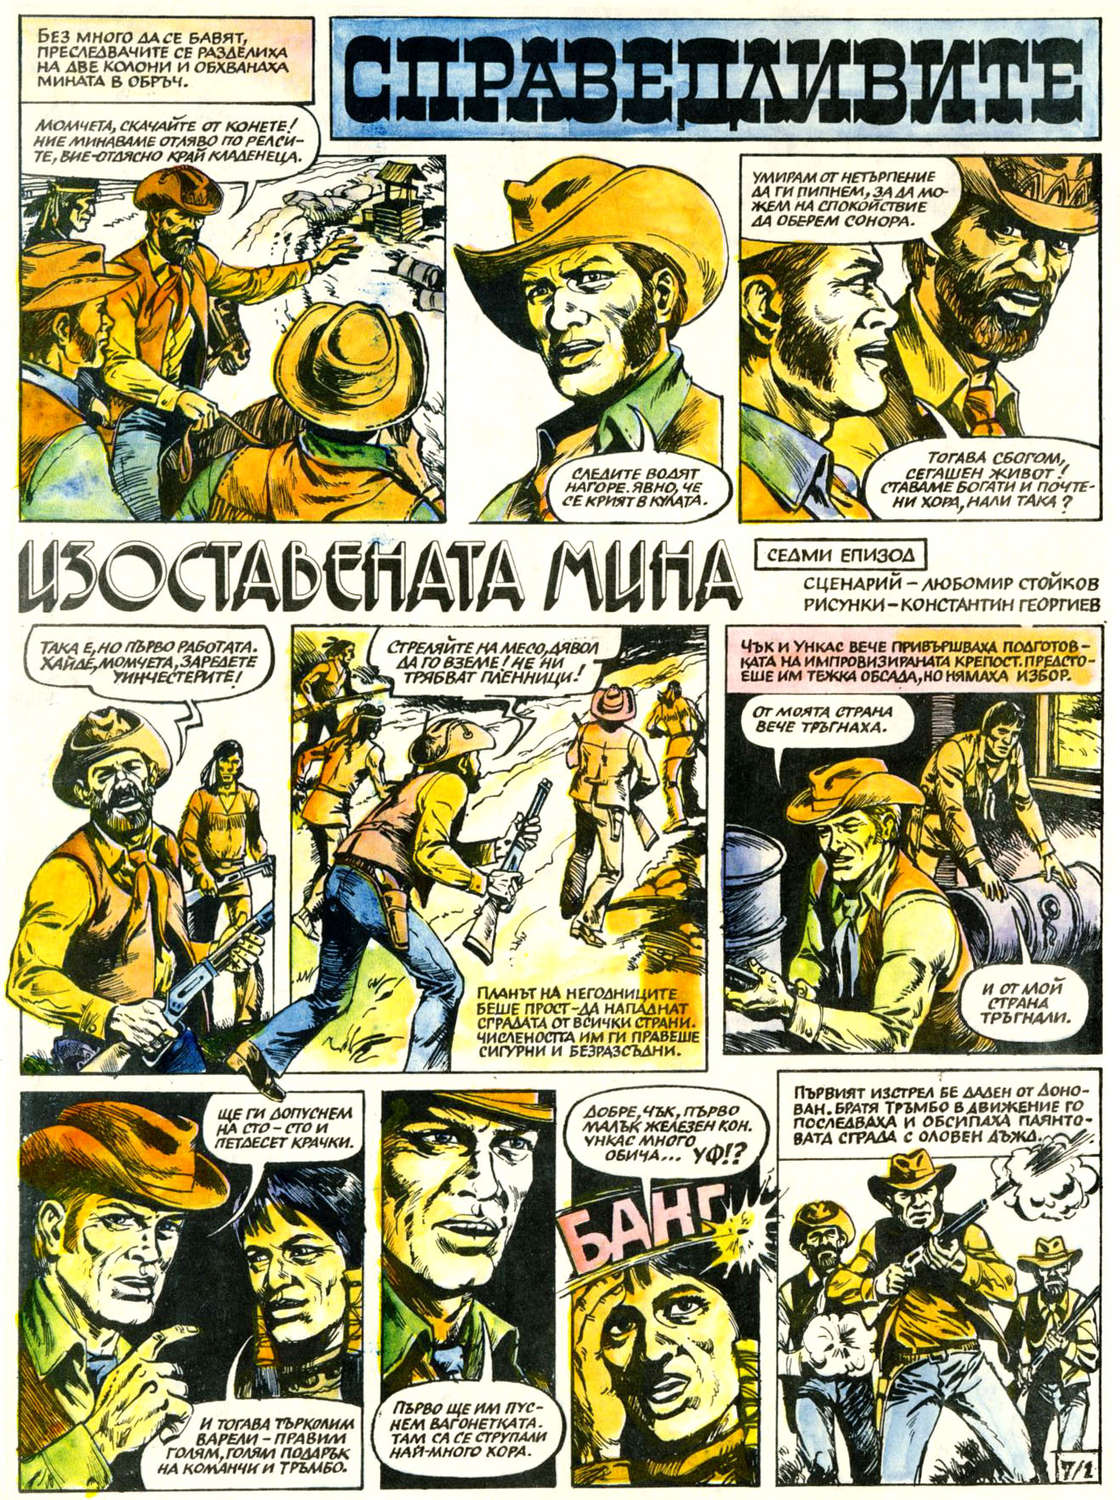 БЕЗ МНОГО ДА СЕ БАВЯТ,
ПРЕСЛЕДВАЧИТЕ СЕ РАЗДЕЛИХА
НА ДВЕ КОЛОНИ И ОБХВАНАХА
МИНАТА В ОБРЪЧ.
СПРАВЕДЛИВИТЕ
МОМЧЕТА, СКАЧАЙТЕ ОТ КОНЕТЕ!
НИЕ МИНАВАМЕ ОТЛЯВО ПО РЕЛСИ-
ТЕ, ВИЕ-ОТДЯСНО КРАЙ КЛАДЕНЕЦА.
СЛЕДИТЕ ВОДЯТ
НАГОРЕ. ЯВНО, ЧЕ
СЕ КРИЯТ В КУЛАТА.
УМИРАМ ОТ НЕТЪРПЕНИЕ
ДА ГИ ПИПНЕМ, ЗА ДА МО-
ЖЕМ НА СПОКОЙСТВИЕ
ДА ОБЕРЕМ СОНОРА.
ТОГАВА СБОГОМ,
СЕГАШЕН ЖИВОТ!
СТАВАМЕ БОГАТИ И ПОЧТЕ-
НИ ХОРА, НАЛИ ТАКА?
ИЗОСТАВЕНАТА МИНА
СЕДМИ ЕПИЗОД
СЦЕНАРИЙ – ЛЮБОМИР СТОЙКОВ
РИСУНКИ – КОНСТАНТИН ГЕОРГИЕВ
ТАКА Е, НО ПЪРВО РАБОТАТА.
ХАЙДЕ, МОМЧЕТА, ЗАРЕДЕТЕ
УИНЧЕСТЕРИТЕ!
СТРЕЛЯЙТЕ НА МЕСО, ДЯВОЛ
ДА ГО ВЗЕМЕ! НЕ НИ
ТРЯБВАТ ПЛЕННИЦИ!
ПЛАНЪТ НА НЕГОДНИЦИТЕ
БЕШЕ ПРОСТ – ДА НАПАДНАТ
СГРАДАТА ОТ ВСИЧКИ СТРАНИ.
ЧИСЛЕНОСТТА ИМ ГИ ПРАВЕШЕ
СИГУРНИ И БЕЗРАЗСЪДНИ.
ЧЪК И УНКАС ВЕЧЕ ПРИВЪРШВАХА ПОДГОТОВ-
КАТА НА ИМПРОВИЗИРАНАТА КРЕПОСТ. ПРЕДСТО-
ЕШЕ ИМ ТЕЖКА ОБСАДА, НО НЯМАХА ИЗБОР.
ОТ МОЯТА СТРАНА
ВЕЧЕ ТРЪГНАХА.
И ОТ МОЙ
СТРАНА
ТРЪГНАЛИ.
ЩЕ ГИ ДОПУСНЕМ
НА СТО – СТО И
ПЕТДЕСЕТ КРАЧКИ.
И ТОГАВА ТЪРКОЛИМ
ВАРЕЛИ – ПРАВИМ
ГОЛЯМ, ГОЛЯМ ПОДАРЪК
НА КОМАНЧИ И ТРЪМБО.
ПЪРВО ЩЕ ИМ ПУС-
НЕМ ВАГОНЕТКАТА.
ТАМ СА СЕ СТРУПАЛИ
НАЙ-МНОГО ХОРА.
ДОБРЕ, ЧЪК, ПЪРВО
МАЛЪК ЖЕЛЕЗЕН КОН.
УНКАС МНОГО
ОБИЧА... УФ!?
БАНГ
ПЪРВИЯТ ИЗСТРЕЛ БЕ ДАДЕН ОТ ДОНО-
ВАН. БРАТЯ ТРЪМБО В ДВИЖЕНИЕ ГО
ПОСЛЕДВАХА И ОБСИПАХА ПАЯНТО-
ВАТА СГРАДА С ОЛОВЕН ДЪЖД...
7/1